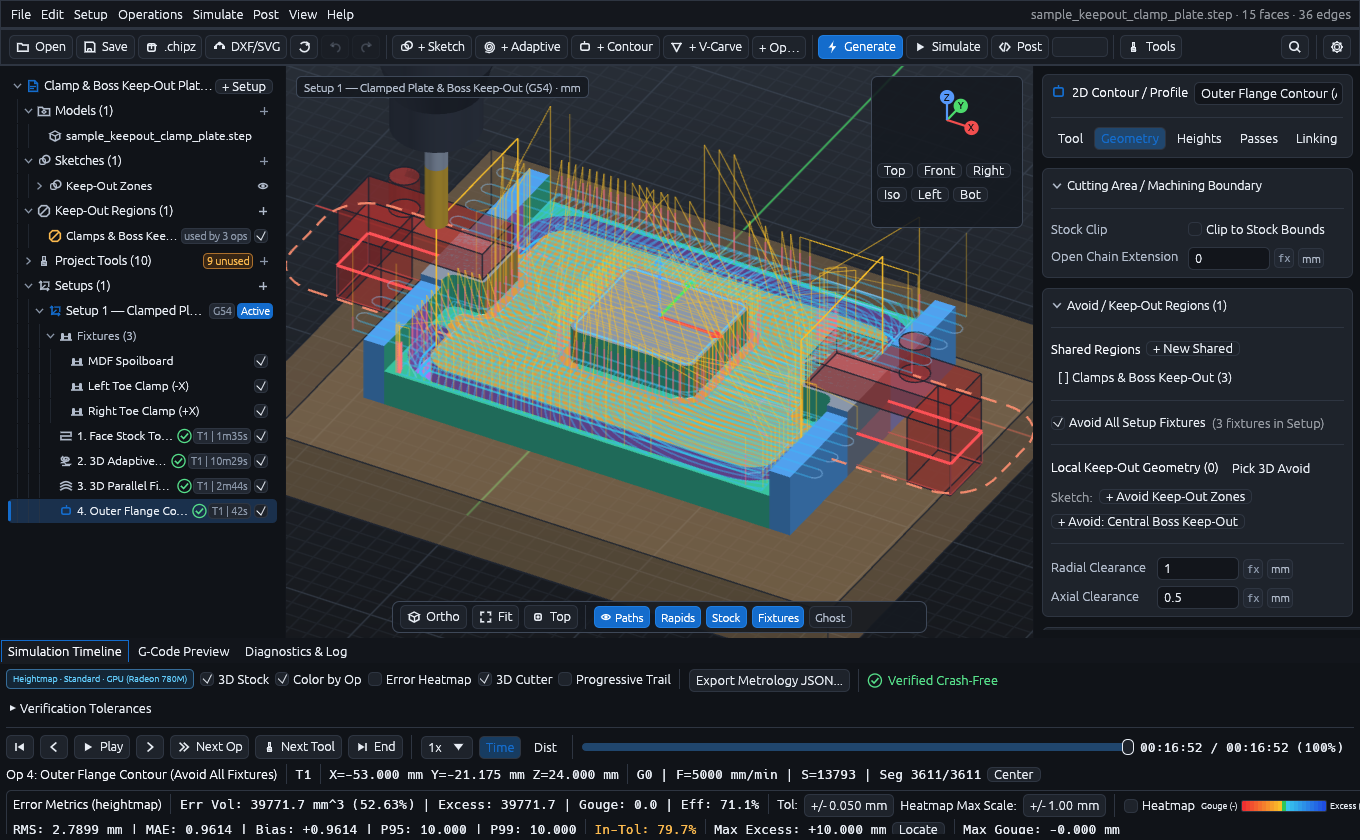 File Edit Setup Operations Simulate Post View Help
sample_keepout_clamp_plate.step · 15 faces · 36 edges
Open Save .chipz DXF/SVG + Sketch + Adaptive + Contour + V-Carve + Op… Generate Simulate Post Tools
Clamp & Boss Keep-Out Plat… + Setup
Models (1) +
sample_keepout_clamp_plate.step
Sketches (1) +
Keep-Out Zones
Keep-Out Regions (1) +
Clamps & Boss Kee… used by 3 ops
Project Tools (10) 9 unused +
Setups (1) +
Setup 1 — Clamped Pl… G54 Active
Fixtures (3)
MDF Spoilboard
Left Toe Clamp (-X)
Right Toe Clamp (+X)
1. Face Stock To… T1 | 1m35s
2. 3D Adaptive… T1 | 10m29s
3. 3D Parallel Fi… T1 | 2m44s
4. Outer Flange Co… T1 | 42s
Setup 1 — Clamped Plate & Boss Keep-Out (G54) · mm
Z
Y
X
Top Front Right
Iso Left Bot
Ortho Fit Top Paths Rapids Stock Fixtures Ghost
2D Contour / Profile Outer Flange Contour (A
Tool Geometry Heights Passes Linking
Cutting Area / Machining Boundary
Stock Clip Clip to Stock Bounds
Open Chain Extension 0 fx mm
Avoid / Keep-Out Regions (1)
Shared Regions + New Shared
[ ] Clamps & Boss Keep-Out (3)
Avoid All Setup Fixtures (3 fixtures in Setup)
Local Keep-Out Geometry (0) Pick 3D Avoid
Sketch: + Avoid Keep-Out Zones
+ Avoid: Central Boss Keep-Out
Radial Clearance 1 fx mm
Axial Clearance 0.5 fx mm
Simulation Timeline G-Code Preview Diagnostics & Log
Heightmap · Standard · GPU (Radeon 780M) 3D Stock Color by Op Error Heatmap 3D Cutter Progressive Trail Export Metrology JSON... Verified Crash-Free
Verification Tolerances
Play Next Op Next Tool End 1x Time Dist 00:16:52 / 00:16:52 (100%)
Op 4: Outer Flange Contour (Avoid All Fixtures) T1 X=-53.000 mm Y=-21.175 mm Z=24.000 mm G0 | F=5000 mm/min | S=13793 | Seg 3611/3611 Center
Error Metrics (heightmap) Err Vol: 39771.7 mm^3 (52.63%) | Excess: 39771.7 | Gouge: 0.0 | Eff: 71.1% Tol: +/-0.050 mm Heatmap Max Scale: +/-1.00 mm Heatmap Gouge (-) Excess
RMS: 2.7899 mm | MAE: 0.9614 | Bias: +0.9614 | P95: 10.000 | P99: 10.000 In-Tol: 79.7% Max Excess: +10.000 mm Locate Max Gouge: -0.000 mm